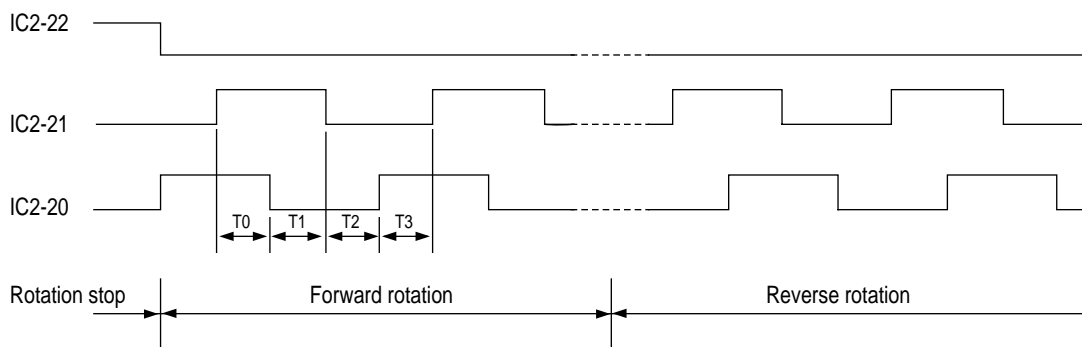 IC2-22
IC2-21
IC2-20
T0 T1 T2 T3
Rotation stop Forward rotation Reverse rotation